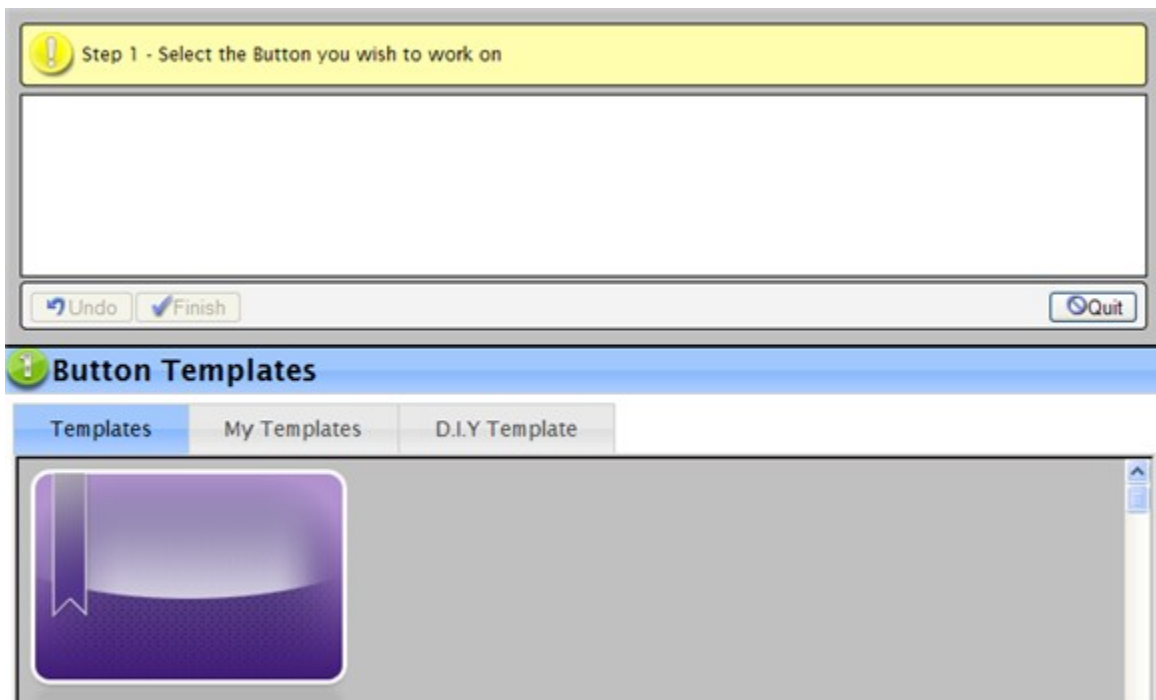 Step 1 - Select the Button you wish to work on
Undo Finish Quit
1 Button Templates
Templates My Templates D.I.Y Template